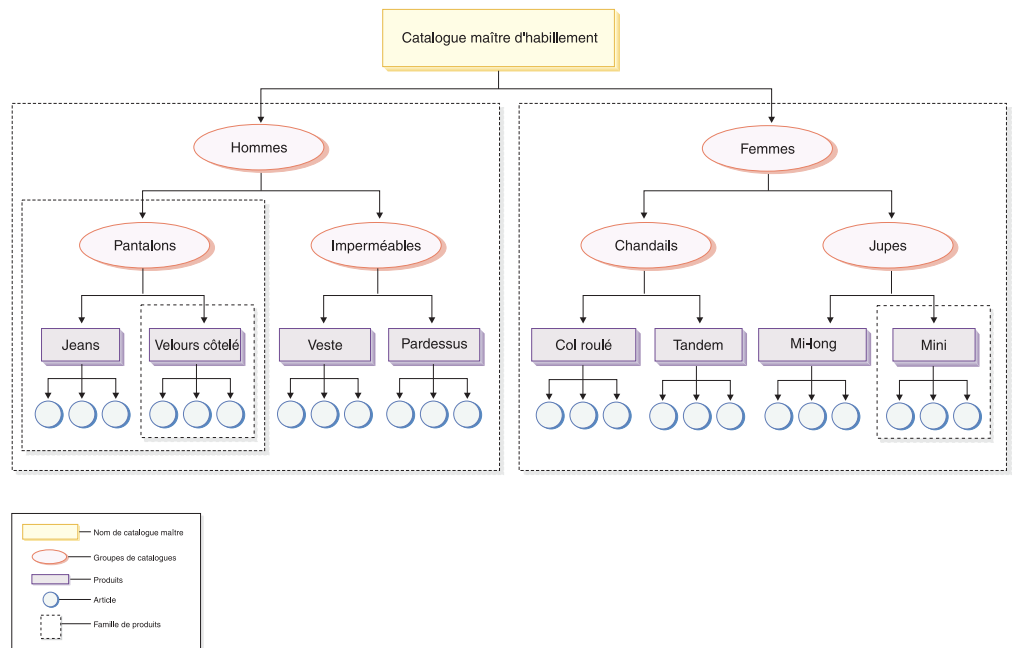 Catalogue maître d'habillement
Hommes
Femmes
Pantalons
Imperméables
Chandails
Jupes
Jeans
Velours côtelé
Veste
Pardessus
Col roulé
Tandem
Mi-long
Mini
Nom de catalogue maître
Groupes de catalogues
Produits
Article
Famille de produits